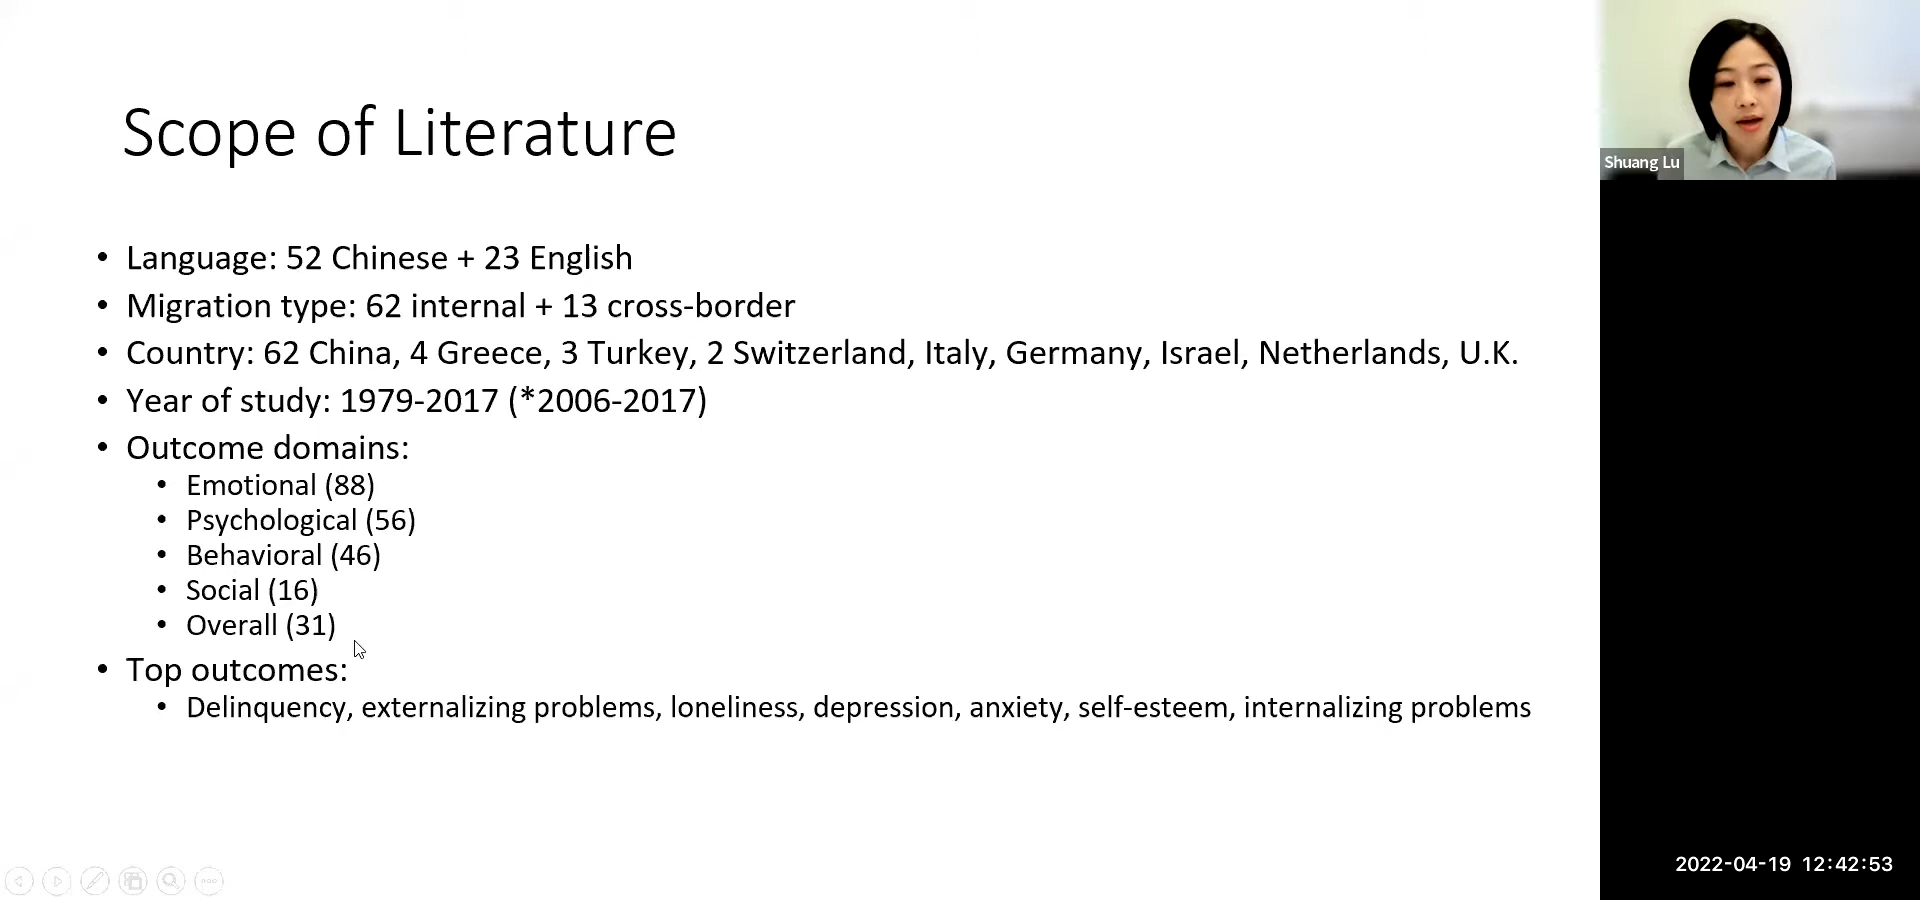 Scope of Literature
• Language: 52 Chinese + 23 English
• Migration type: 62 internal + 13 cross-border
• Country: 62 China, 4 Greece, 3 Turkey, 2 Switzerland, Italy, Germany, Israel, Netherlands, U.K.
• Year of study: 1979-2017 (*2006-2017)
• Outcome domains:
• Emotional (88)
• Psychological (56)
• Behavioral (46)
• Social (16)
• Overall (31)
• Top outcomes:
• Delinquency, externalizing problems, loneliness, depression, anxiety, self-esteem, internalizing problems
Shuang Lu
2022-04-19 12:42:53